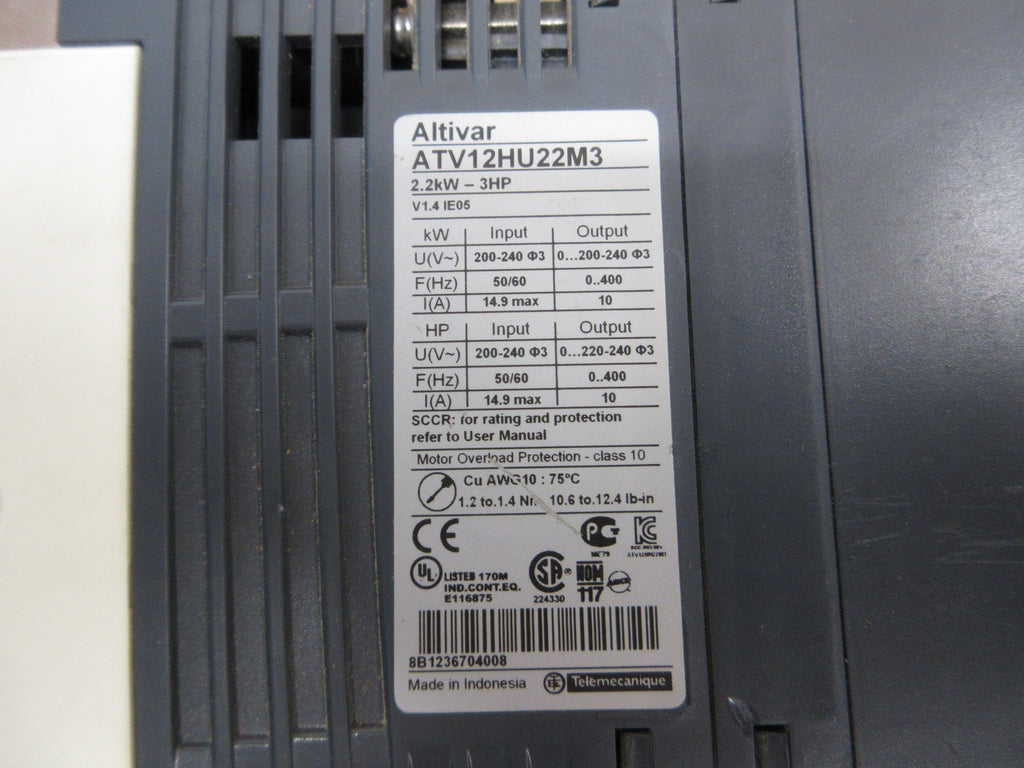 Altivar
ATV12HU22M3
2.2kW – 3HP
V1.4 IE05
kW Input Output
U(V~) 200-240 Φ3 0...200-240 Φ3
F(Hz) 50/60 0..400
I(A) 14.9 max 10
HP Input Output
U(V~) 200-240 Φ3 0...220-240 Φ3
F(Hz) 50/60 0..400
I(A) 14.9 max 10
SCCR: for rating and protection
refer to User Manual
Motor Overload Protection - class 10
Cu AWG10 : 75°C
1.2 to.1.4 10.6 to.12.4 lb-in
CE
ME79
UL LISTED 170M
IND.CONT.EQ.
E116875
SA
224330
NOM
117
8B1236704008
Made in Indonesia Telemecanique